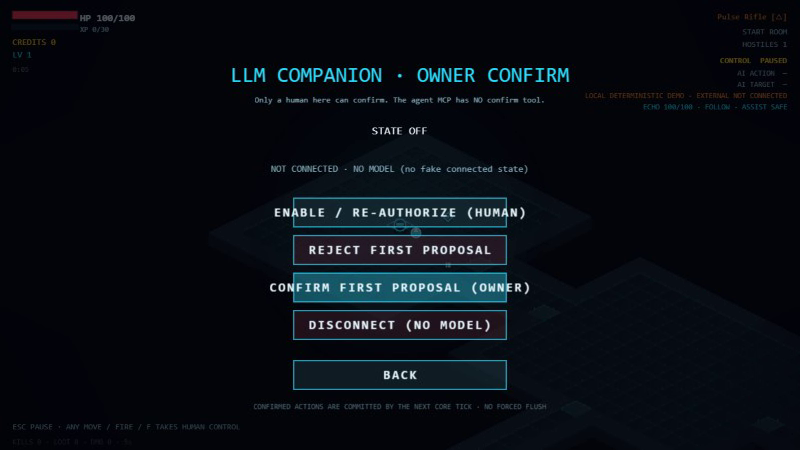 HP 100/100
XP 0/30
CREDITS 0
LV 1
0:00
Pulse Rifle [⚠]
START ROOM
HOSTILES 1
CONTROL PAUSED
AI ACTION —
AI TARGET —
LOCAL DETERMINISTIC DEMO · EXTERNAL NOT CONNECTED
ECHO 100/100 · FOLLOW · ASSIST SAFE
LLM COMPANION · OWNER CONFIRM
Only a human here can confirm. The agent MCP has NO confirm tool.
STATE OFF
NOT CONNECTED · NO MODEL (no fake connected state)
ENABLE / RE-AUTHORIZE (HUMAN)
REJECT FIRST PROPOSAL
CONFIRM FIRST PROPOSAL (OWNER)
DISCONNECT (NO MODEL)
BACK
CONFIRMED ACTIONS ARE COMMITTED BY THE NEXT CORE TICK · NO FORCED FLUSH
ESC PAUSE · ANY MOVE / FIRE / F TAKES HUMAN CONTROL